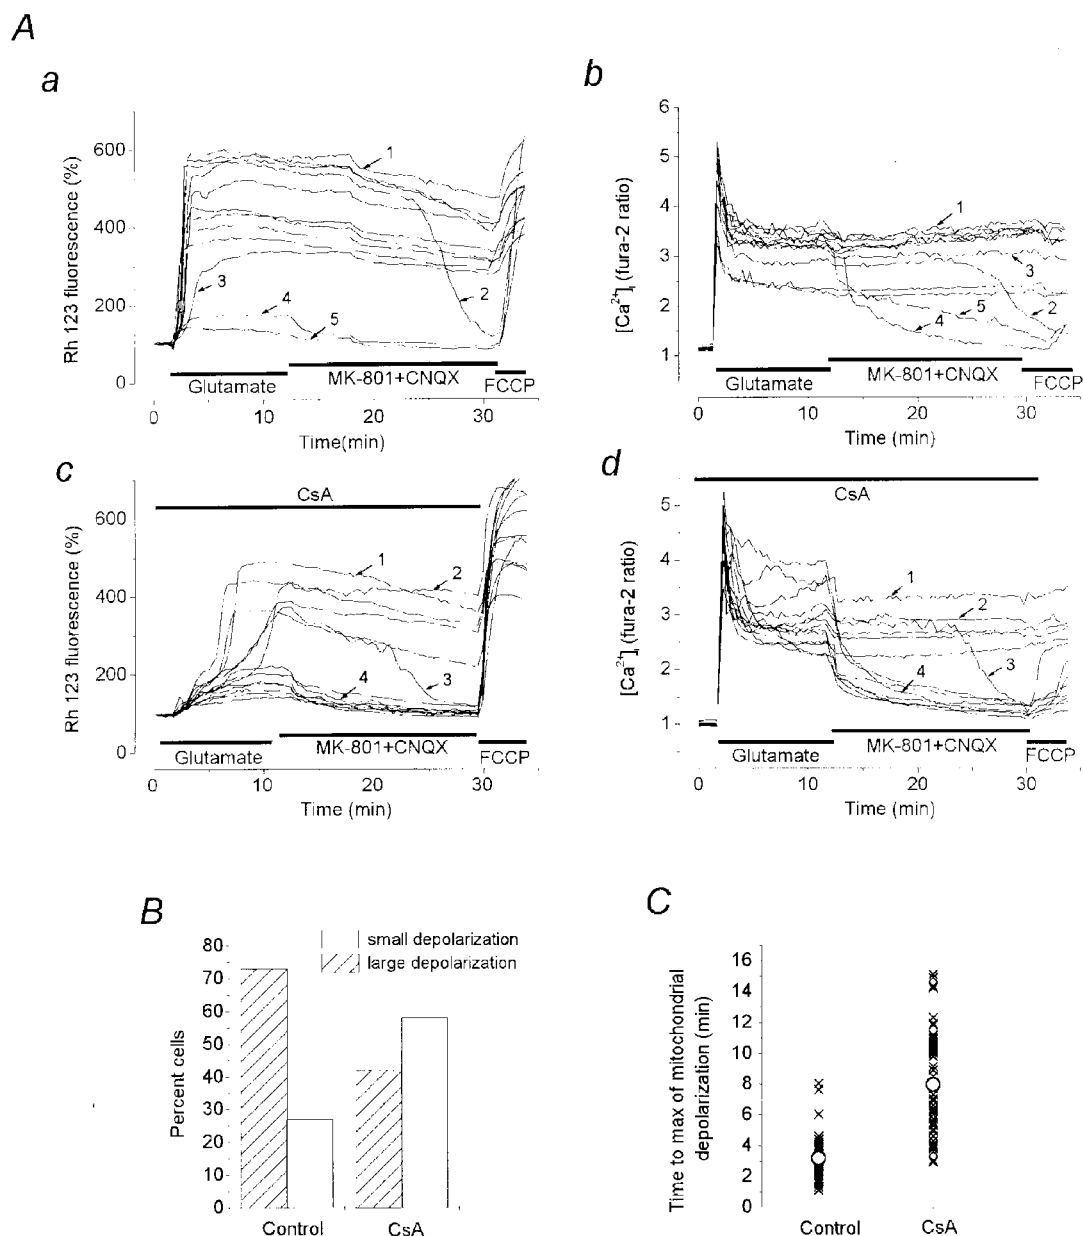 A
a
Rh 123 fluorescence (%)
600
400
200
0
1
2
3
4
5
Glutamate
MK-801+CNQX
FCCP
0
10
20
30
Time(min)
b
[Ca2+]i (fura-2 ratio)
6
5
4
3
2
1
1
3
5
2
4
Glutamate
MK-801+CNQX
FCCP
0
10
20
30
Time (min)
c
CsA
Rh 123 fluorescence (%)
600
400
200
0
1
2
3
4
Glutamate
MK-801+CNQX
FCCP
0
10
20
30
Time (min)
d
CsA
[Ca2+]i (fura-2 ratio)
5
4
3
2
1
1
2
3
4
Glutamate
MK-801+CNQX
FCCP
0
10
20
30
Time (min)
B
small depolarization
large depolarization
Percent cells
80
70
60
50
40
30
20
10
0
Control
CsA
C
Time to max of mitochondrial
depolarization (min)
16
14
12
10
8
6
4
2
0
Control
CsA